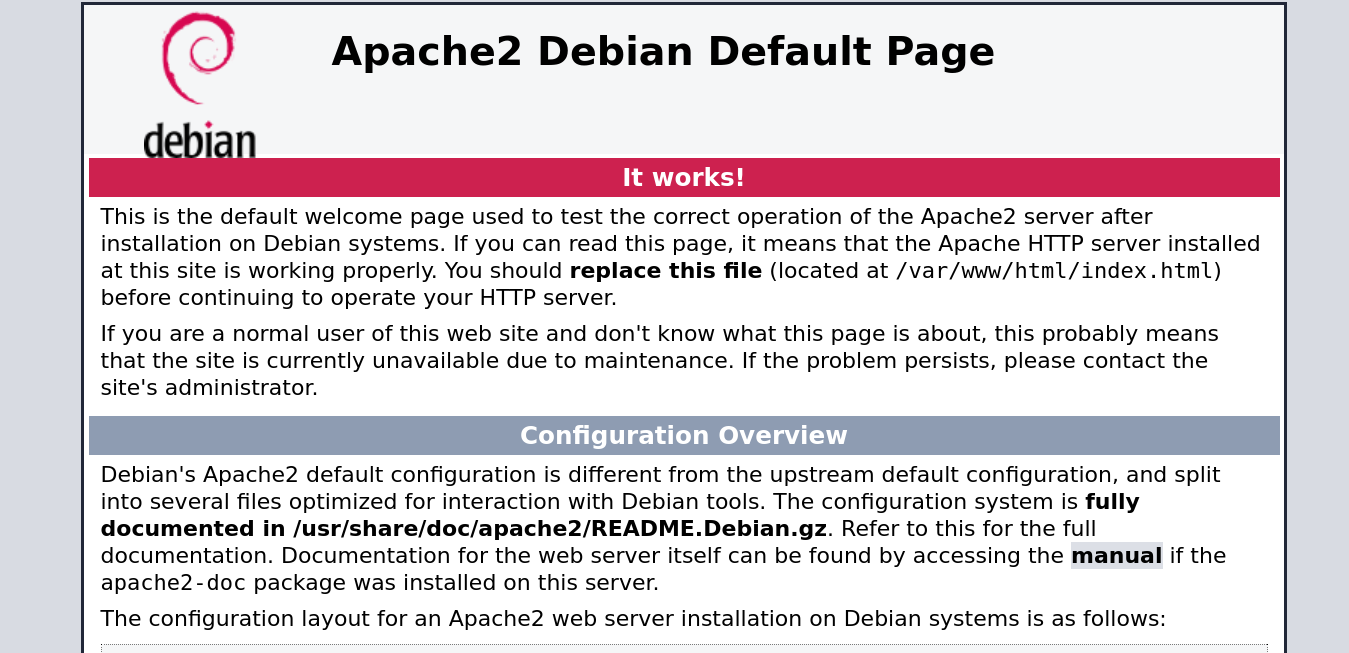 debian
Apache2 Debian Default Page
It works!
This is the default welcome page used to test the correct operation of the Apache2 server after
installation on Debian systems. If you can read this page, it means that the Apache HTTP server installed
at this site is working properly. You should replace this file (located at /var/www/html/index.html)
before continuing to operate your HTTP server.
If you are a normal user of this web site and don't know what this page is about, this probably means
that the site is currently unavailable due to maintenance. If the problem persists, please contact the
site's administrator.
Configuration Overview
Debian's Apache2 default configuration is different from the upstream default configuration, and split
into several files optimized for interaction with Debian tools. The configuration system is fully
documented in /usr/share/doc/apache2/README.Debian.gz. Refer to this for the full
documentation. Documentation for the web server itself can be found by accessing the manual if the
apache2-doc package was installed on this server.
The configuration layout for an Apache2 web server installation on Debian systems is as follows: